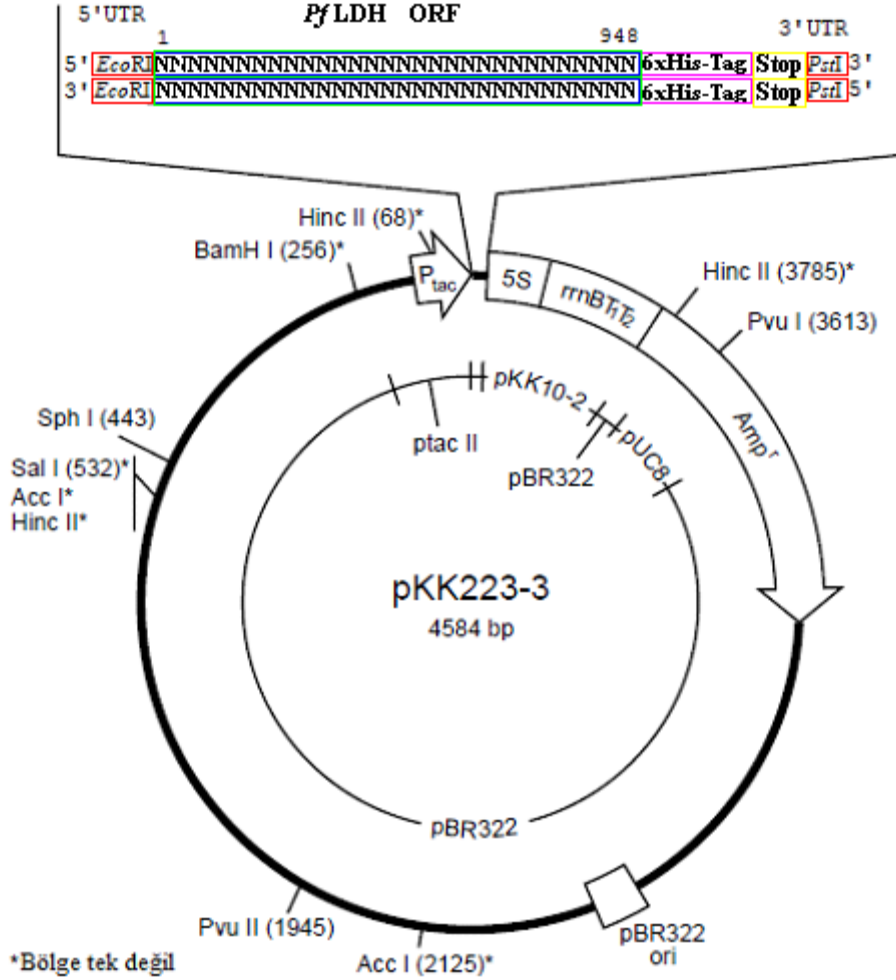 5'UTR PfLDH ORF 3'UTR
1 948
5' EcoRI NNNNNNNNNNNNNNNNNNNNNNNNNNNNNNNNN 6xHis-Tag Stop PstI 3'
3' EcoRI NNNNNNNNNNNNNNNNNNNNNNNNNNNNNNNNN 6xHis-Tag Stop PstI 5'
Hinc II (68)*
BamH I (256)*
Ptac
5S
rrnBT1T2
Hinc II (3785)*
Pvu I (3613)
Ampr
Sph I (443)
Sal I (532)*
Acc I*
Hinc II*
ptac II
pKK10-2
pBR322
pUC8
pKK223-3
4584 bp
pBR322
Pvu II (1945)
Acc I (2125)*
pBR322
ori
*Bölge tek değil